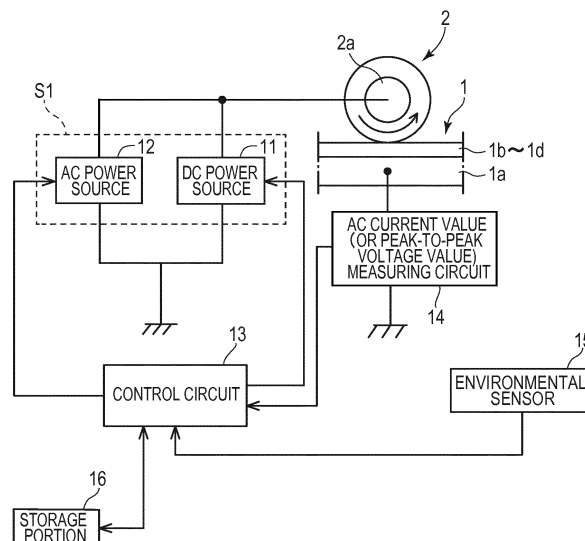 2
2a
S1
1
12
11
1b~1d
AC POWER
SOURCE
DC POWER
SOURCE
1a
AC CURRENT VALUE
(OR PEAK-TO-PEAK
VOLTAGE VALUE)
MEASURING CIRCUIT
14
13
15
CONTROL CIRCUIT
ENVIRONMENTAL
SENSOR
16
STORAGE
PORTION